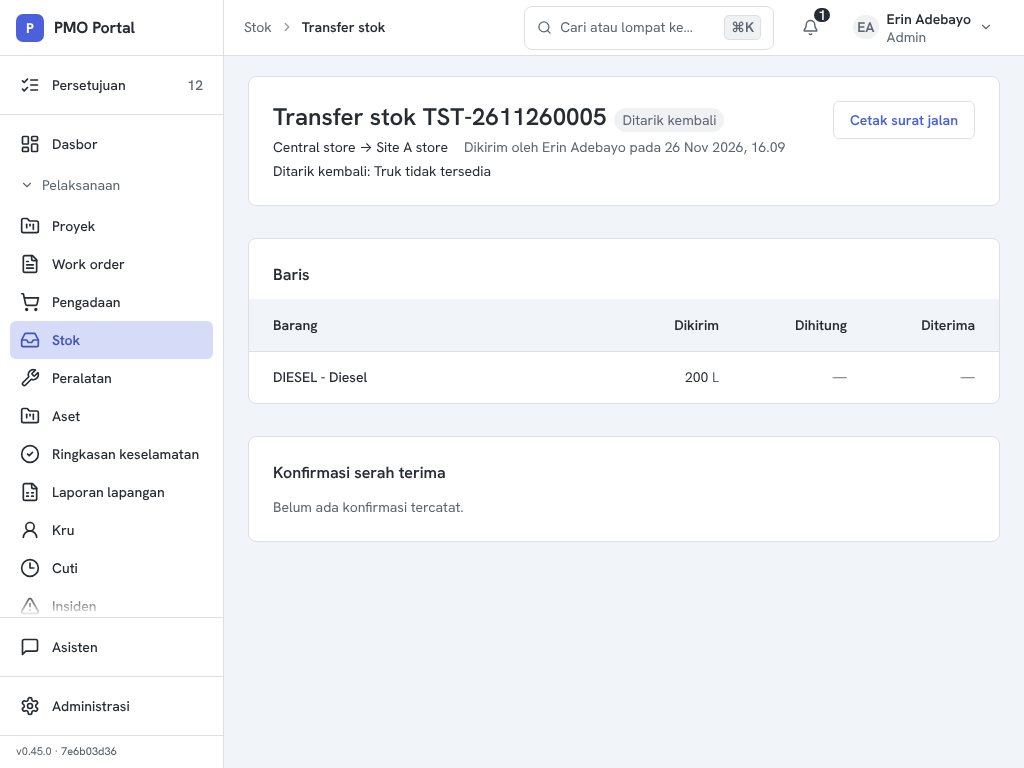 P PMO Portal
Stok > Transfer stok
Cari atau lompat ke...
⌘K
1
EA
Erin Adebayo
Admin
Persetujuan 12
Dasbor
Pelaksanaan
Proyek
Work order
Pengadaan
Stok
Peralatan
Aset
Ringkasan keselamatan
Laporan lapangan
Kru
Cuti
Insiden
Asisten
Administrasi
v0.45.0 · 7e6b03d36
Transfer stok TST-2611260005 Ditarik kembali
Cetak surat jalan
Central store → Site A store Dikirim oleh Erin Adebayo pada 26 Nov 2026, 16.09
Ditarik kembali: Truk tidak tersedia
Baris
Barang Dikirim Dihitung Diterima
DIESEL - Diesel 200 L — —
Konfirmasi serah terima
Belum ada konfirmasi tercatat.